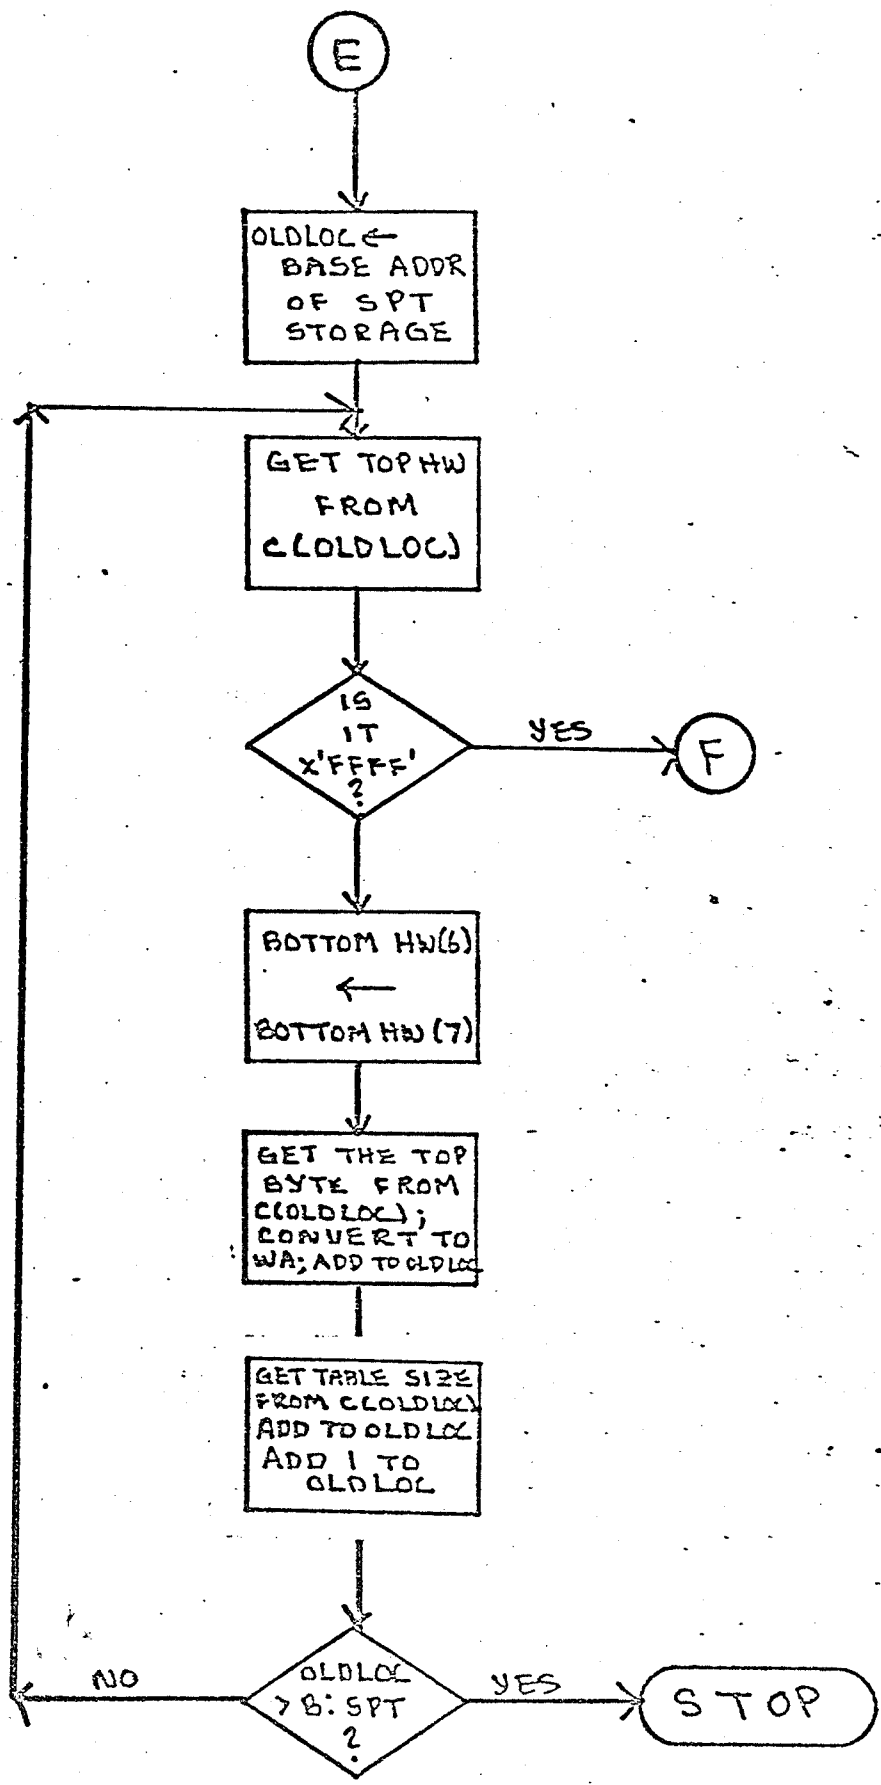 E
OLDLOC ←
BASE ADDR
OF SPT
STORAGE
GET TOP HW
FROM
C(OLDLOC)
IS
IT
X'FFFF'
?
YES
F
BOTTOM HW(6)
←
BOTTOM HW(7)
GET THE TOP
BYTE FROM
C(OLDLOC);
CONVERT TO
WA; ADD TO OLDLOC
GET TABLE SIZE
FROM C(OLDLOC)
ADD TO OLDLOC
ADD 1 TO
OLDLOC
OLDLOC
> B:SPT
?
NO
YES
STOP